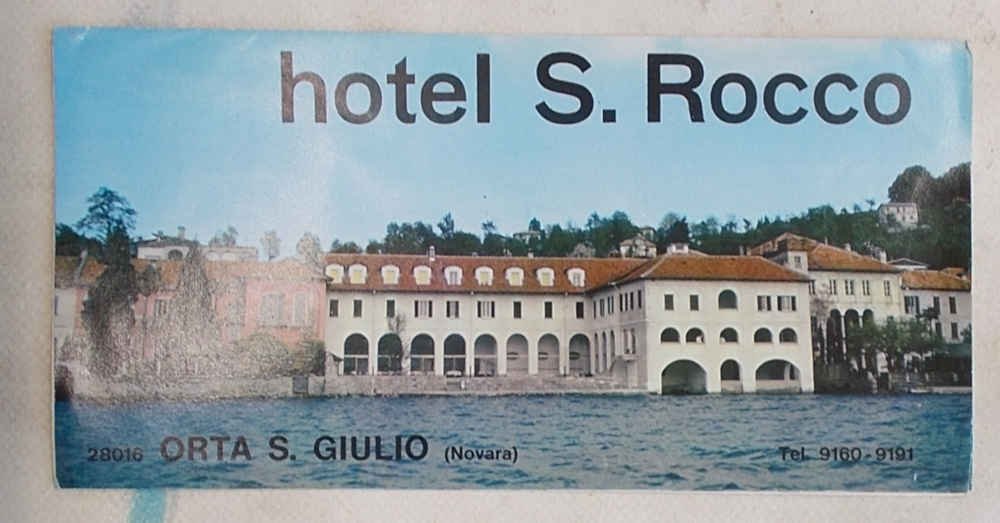 hotel S. Rocco
28016 ORTA S. GIULIO (Novara) Tel. 9160-9191